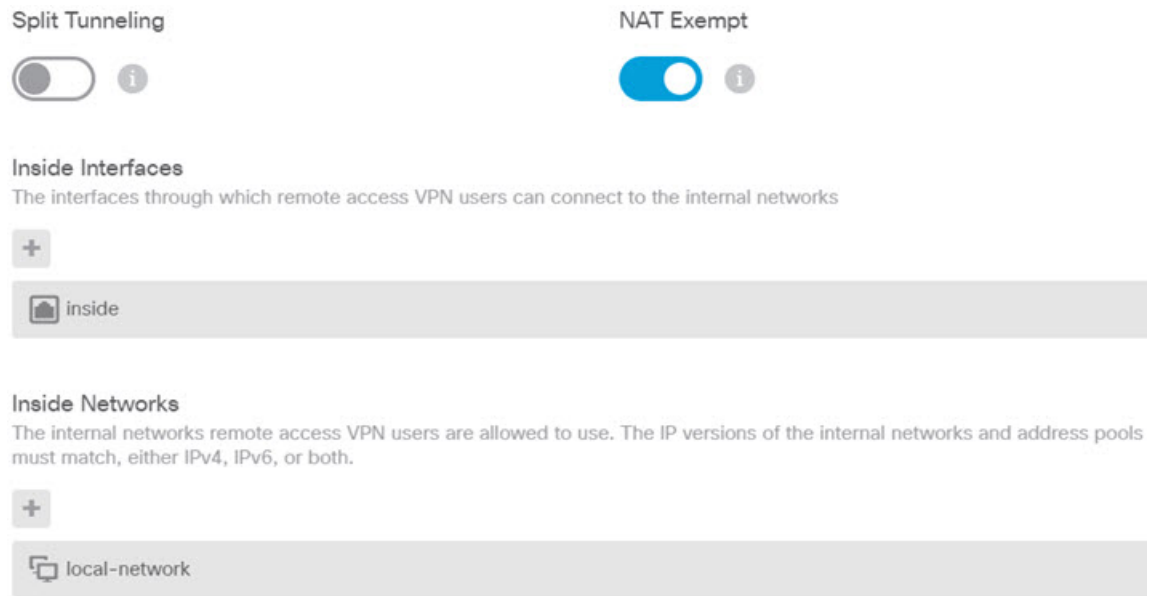 Split Tunneling
NAT Exempt
Inside Interfaces
The interfaces through which remote access VPN users can connect to the internal networks
inside
Inside Networks
The internal networks remote access VPN users are allowed to use. The IP versions of the internal networks and address pools
must match, either IPv4, IPv6, or both.
local-network